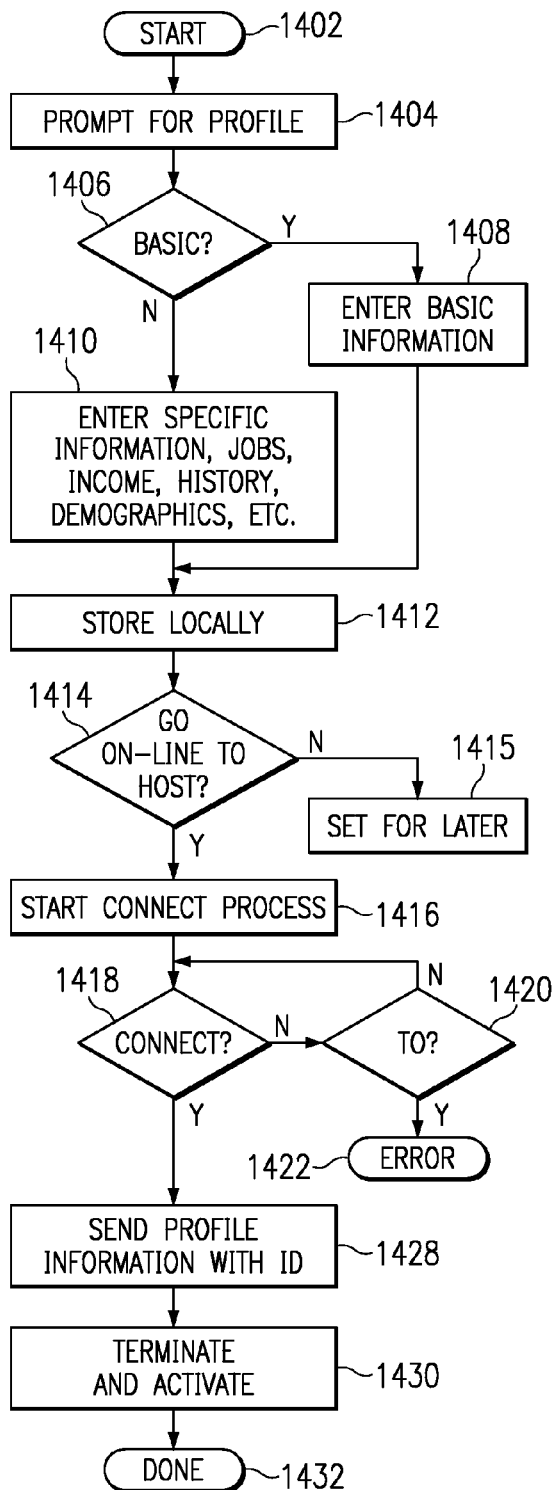 START
1402
PROMPT FOR PROFILE
1404
1406
BASIC?
Y
N
1408
ENTER BASIC
INFORMATION
1410
ENTER SPECIFIC
INFORMATION, JOBS,
INCOME, HISTORY,
DEMOGRAPHICS, ETC.
STORE LOCALLY
1412
1414
GO
ON-LINE TO
HOST?
N
Y
1415
SET FOR LATER
START CONNECT PROCESS
1416
1418
CONNECT?
N
Y
N
1420
TO?
Y
1422
ERROR
SEND PROFILE
INFORMATION WITH ID
1428
TERMINATE
AND ACTIVATE
1430
DONE
1432